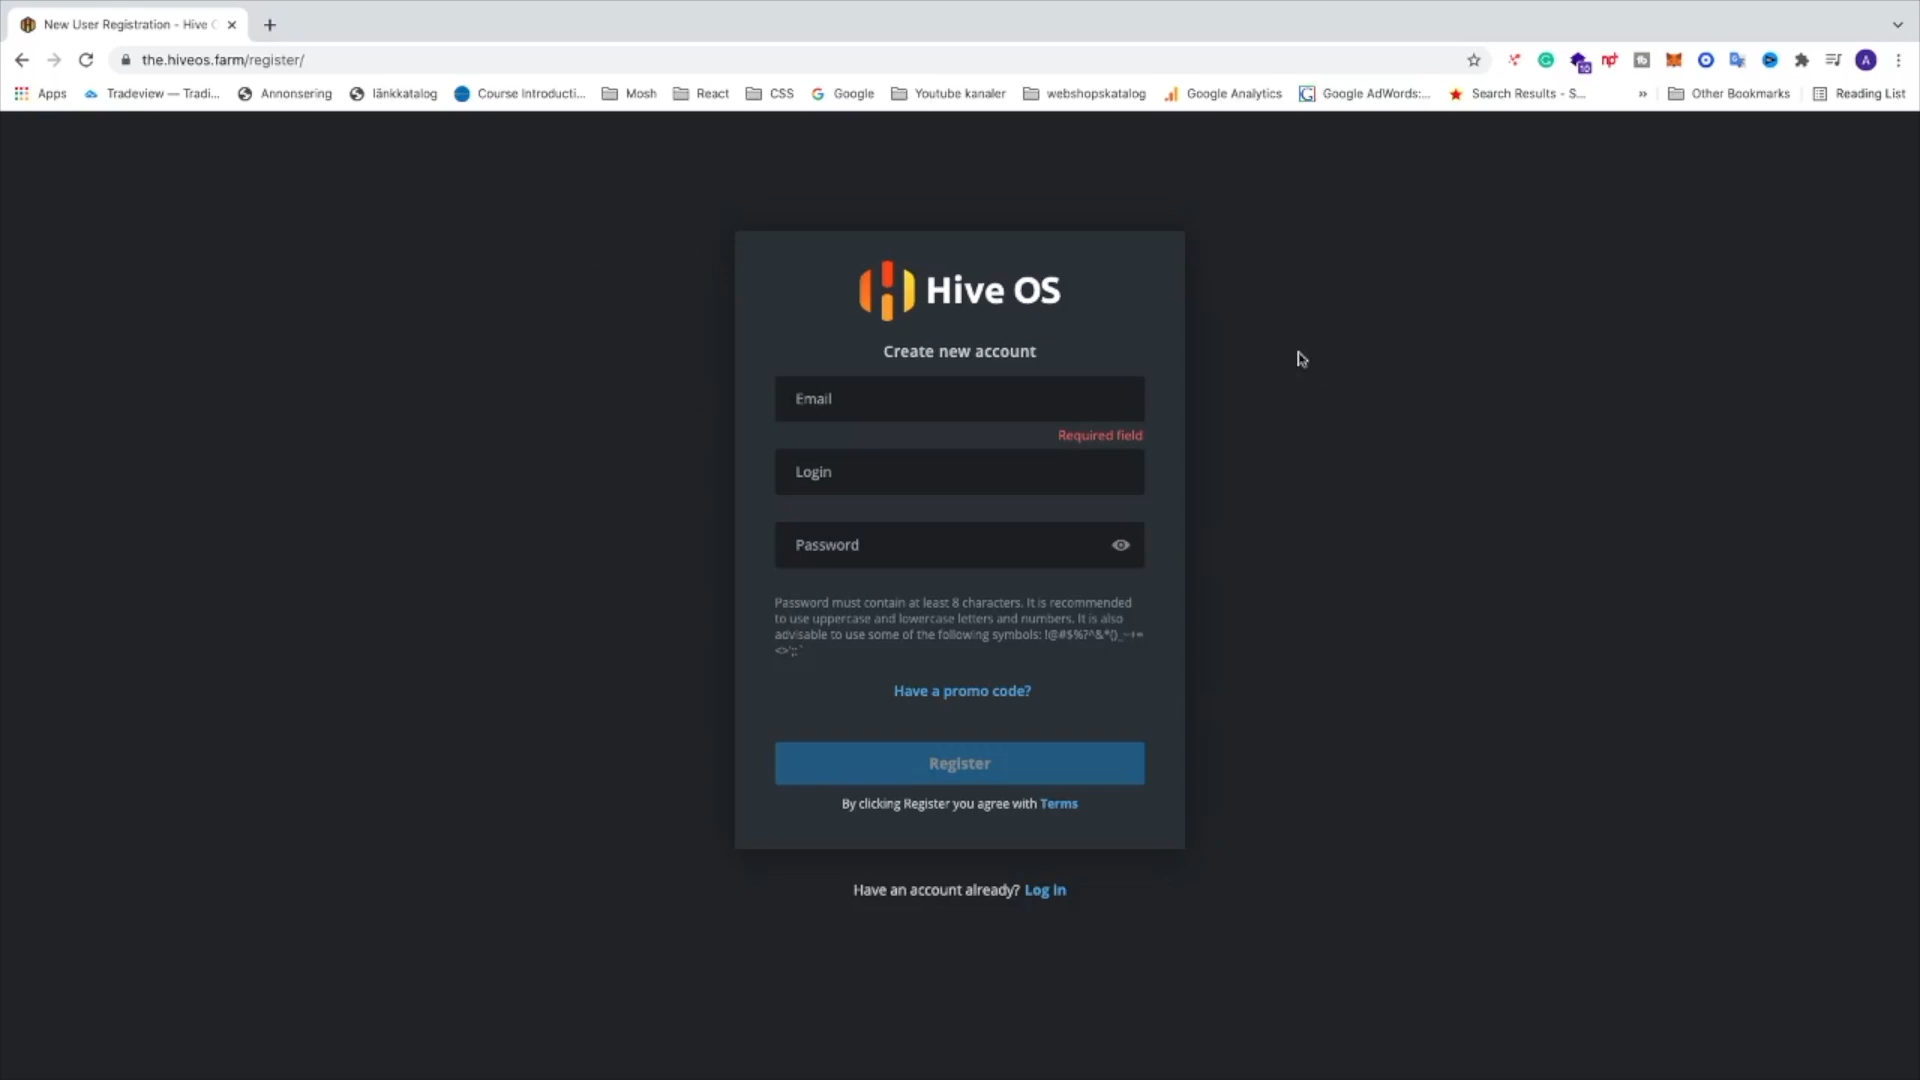 New User Registration - Hive O
the.hiveos.farm/register/
Apps Tradeview — Tradi... Annonsering länkkatalog Course Introducti... Mosh React CSS Google Youtube kanaler webshopskatalog Google Analytics Google AdWords:... Search Results - S... » Other Bookmarks Reading List
Hive OS
Create new account
Email
Required field
Login
Password
Password must contain at least 8 characters. It is recommended
to use uppercase and lowercase letters and numbers. It is also
advisable to use some of the following symbols: !@#$%?^&*()_~+=
<>';:`
Have a promo code?
Register
By clicking Register you agree with Terms
Have an account already? Log in